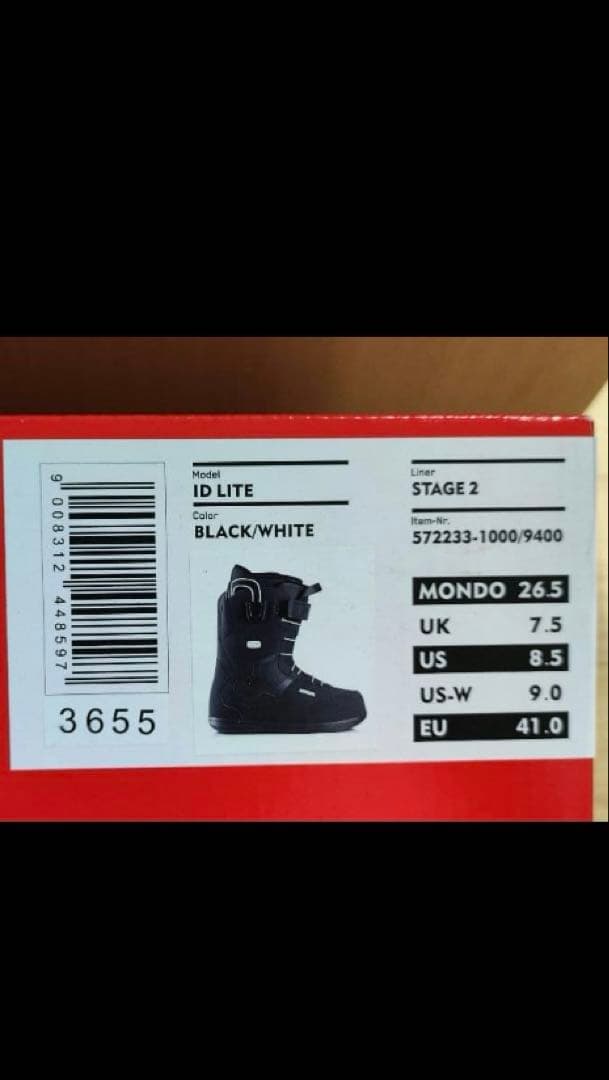 9 008312 448597
3655
Model
ID LITE
Color
BLACK/WHITE
Liner
STAGE 2
Item-Nr.
572233-1000/9400
MONDO 26.5
UK 7.5
US 8.5
US-W 9.0
EU 41.0